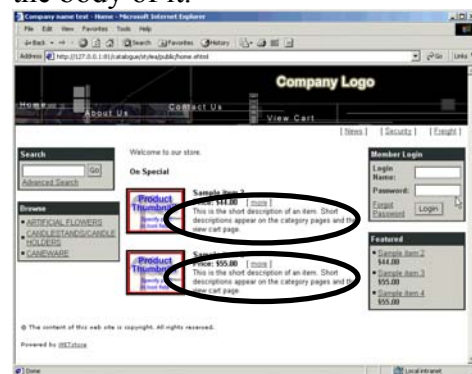 the body of it.
Company name test - Home - Microsoft Internet Explorer
File Edit View Favorites Tools Help
Back Search Favorites History
Address http://127.0.0.1:81/catalogue/stylea/public/home.ehtml Go Links
Company Logo
Home About Us Contact Us View Cart
[ News ] [ Security ] [ Freight ]
Search
Go
Advanced Search
Browse
ARTIFICIAL FLOWERS
CANDLESTANDS/CANDLE HOLDERS
CANEWARE
Welcome to our store.
On Special
Product Thumbnail
Sample item 2
Price: $44.00 [ more ]
This is the short description of an item. Short
descriptions appear on the category pages and the
view cart page.
Product Thumbnail
Price: $55.00 [ more ]
This is the short description of an item. Short
descriptions appear on the category pages and the
view cart page.
Member Login
Login Name:
Password:
Forgot Password Login
Featured
Sample item 2
$44.00
Sample item 3
$55.00
Sample item 4
$55.00
© The content of this web site is copyright. All rights reserved.
Powered by NETstore
Done Local intranet